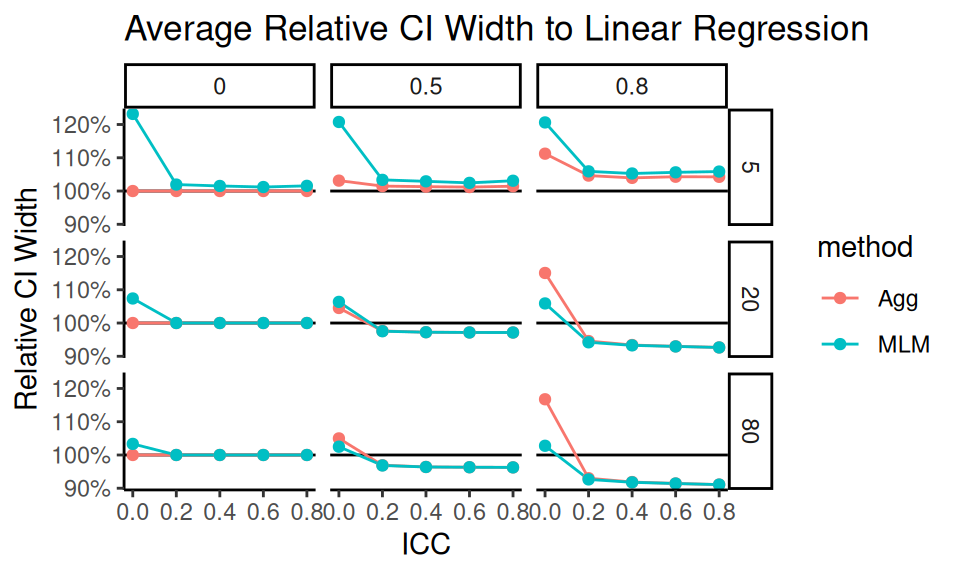 Average Relative CI Width to Linear Regression
0 0.5 0.8
120%
110%
100%
90%
5
120%
110%
100%
90%
20
120%
110%
100%
90%
80
0.0 0.2 0.4 0.6 0.8 0.0 0.2 0.4 0.6 0.8 0.0 0.2 0.4 0.6 0.8
ICC
Relative CI Width
method
Agg
MLM